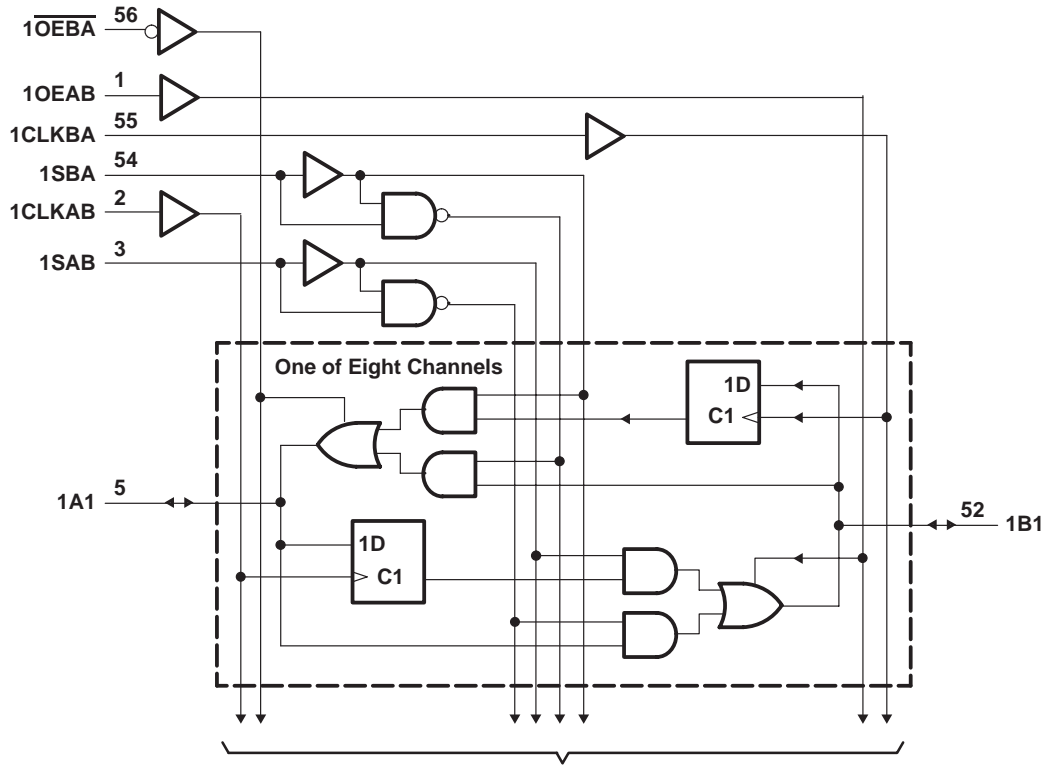 1O̅E̅B̅A̅ 56
1OEAB 1
1CLKBA 55
1SBA 54
1CLKAB 2
1SAB 3
One of Eight Channels
1D
C1
1A1 5
52 1B1
1D
C1